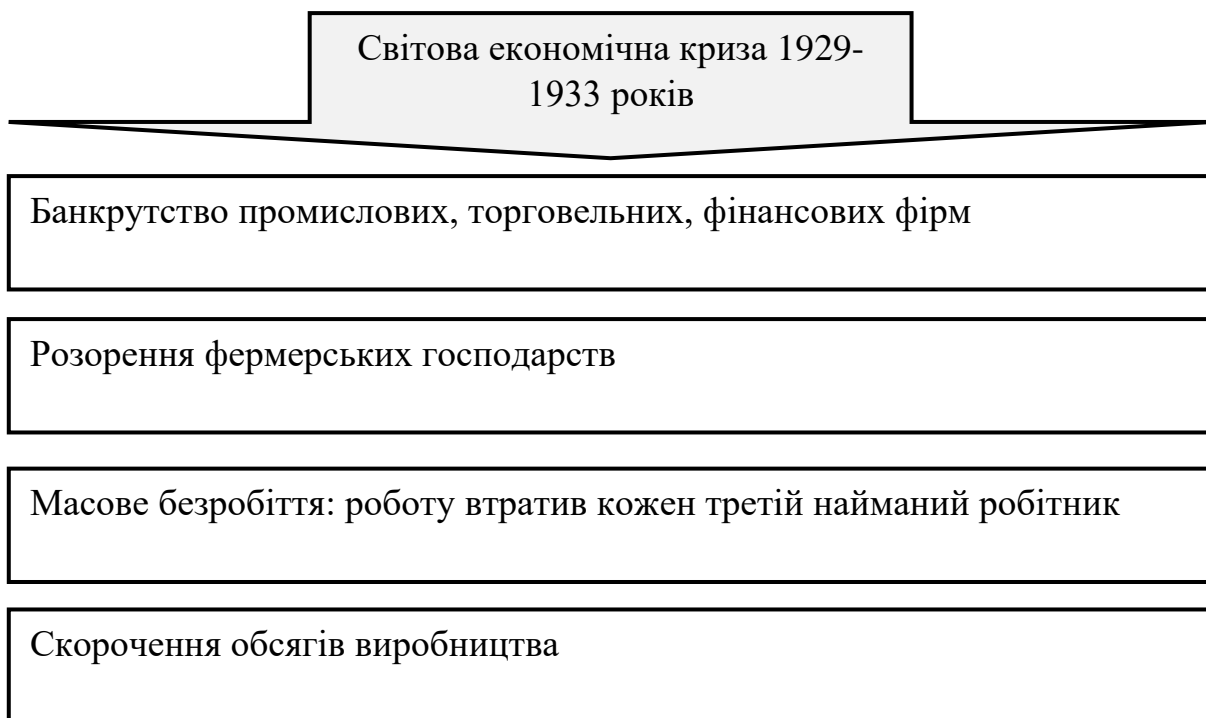 Світова економічна криза 1929-
1933 років
Банкрутство промислових, торговельних, фінансових фірм
Розорення фермерських господарств
Масове безробіття: роботу втратив кожен третій найманий робітник
Скорочення обсягів виробництва